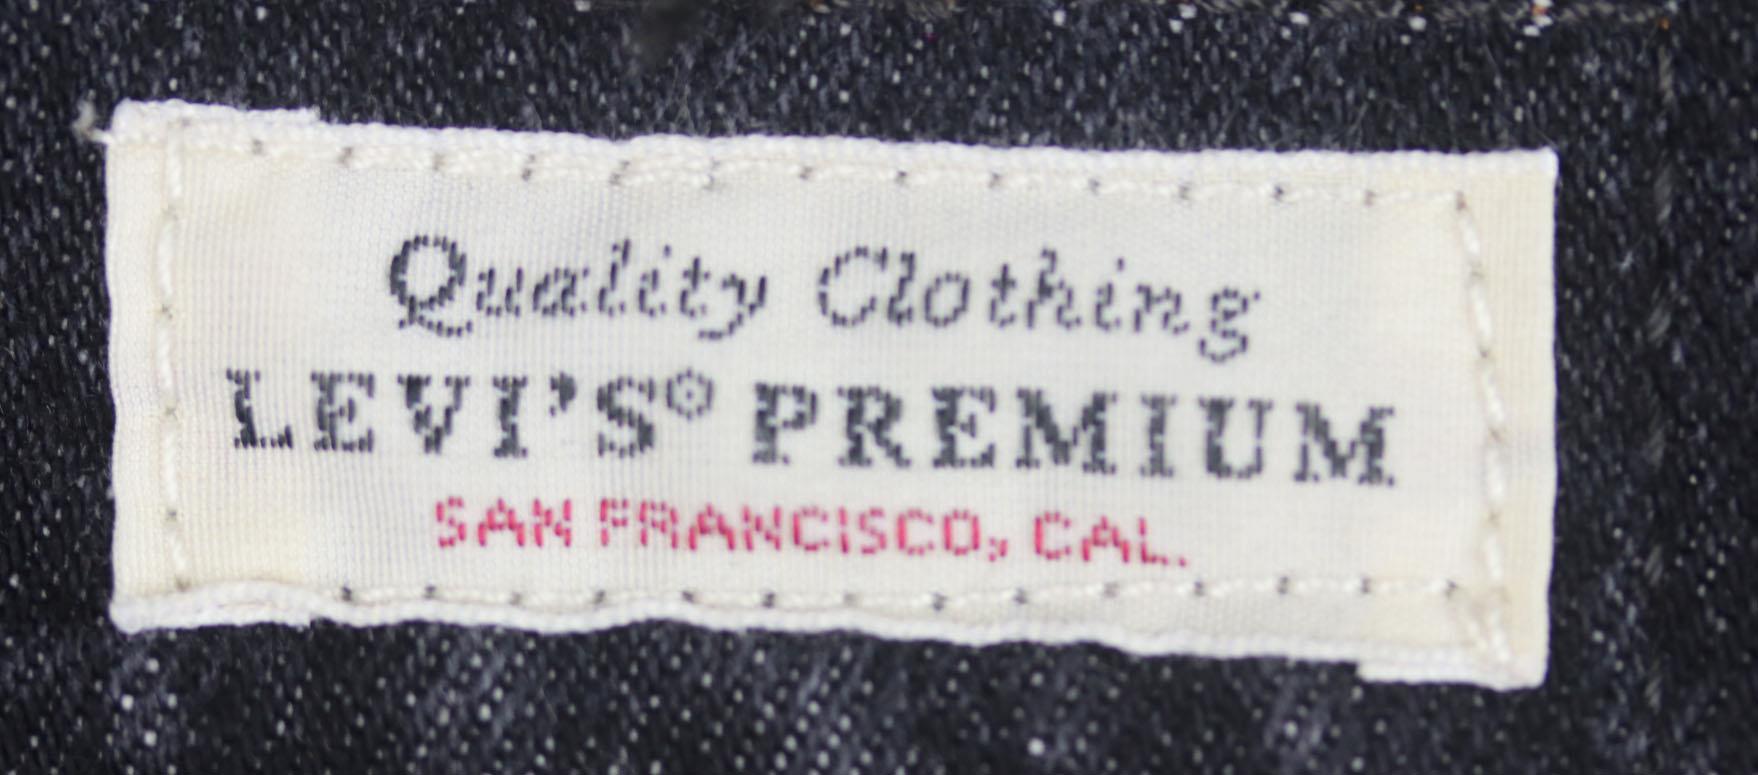 Quality Clothing
LEVI'S® PREMIUM
SAN FRANCISCO, CAL.